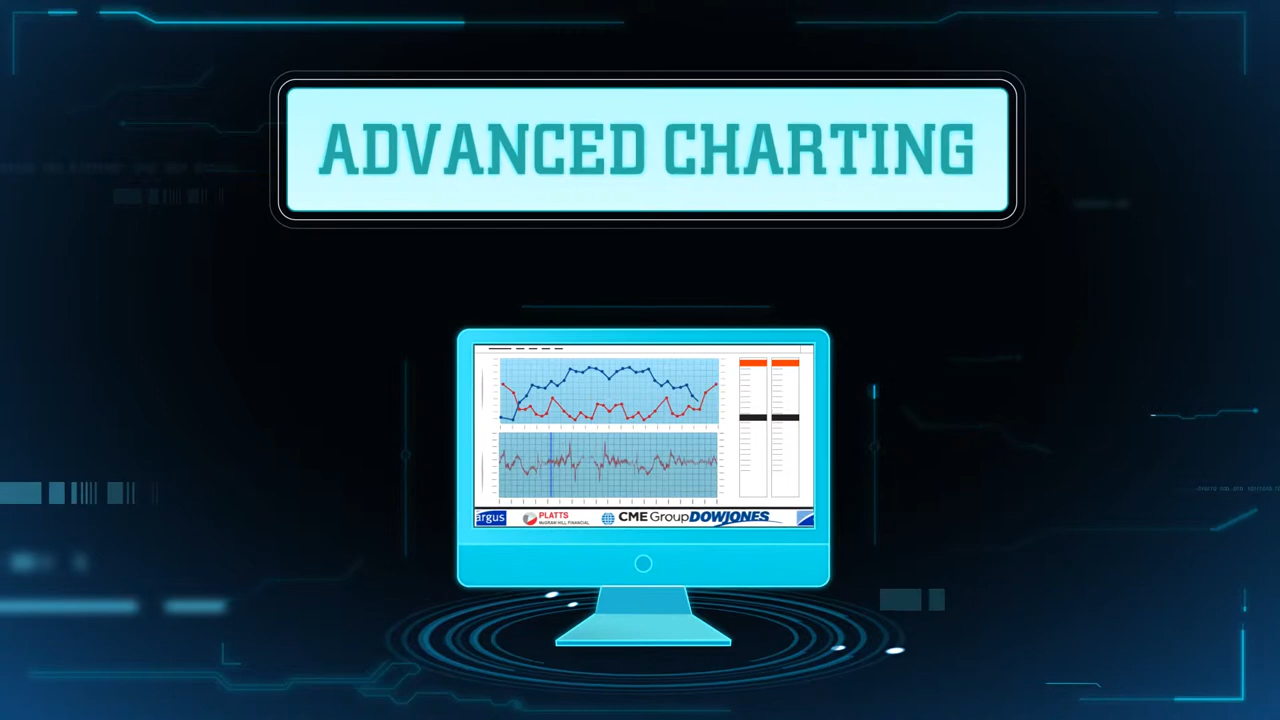 ADVANCED CHARTING
argus
PLATTS
McGRAW HILL FINANCIAL
CME Group
DOWJONES